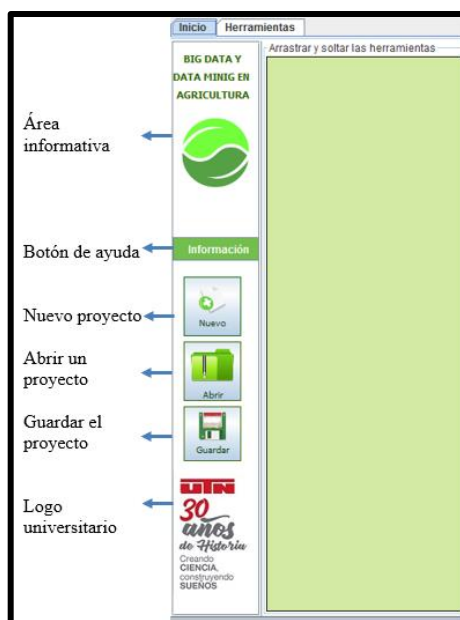 Inicio
Herramientas
Arrastrar y soltar las herramientas
BIG DATA Y
DATA MINIG EN
AGRICULTURA
Área
informativa
Botón de ayuda
Información
Nuevo proyecto
Nuevo
Abrir un
proyecto
Abrir
Guardar el
proyecto
Guardar
Logo
universitario
UTN
30
años
de Historia
Creando
CIENCIA,
construyendo
SUEÑOS